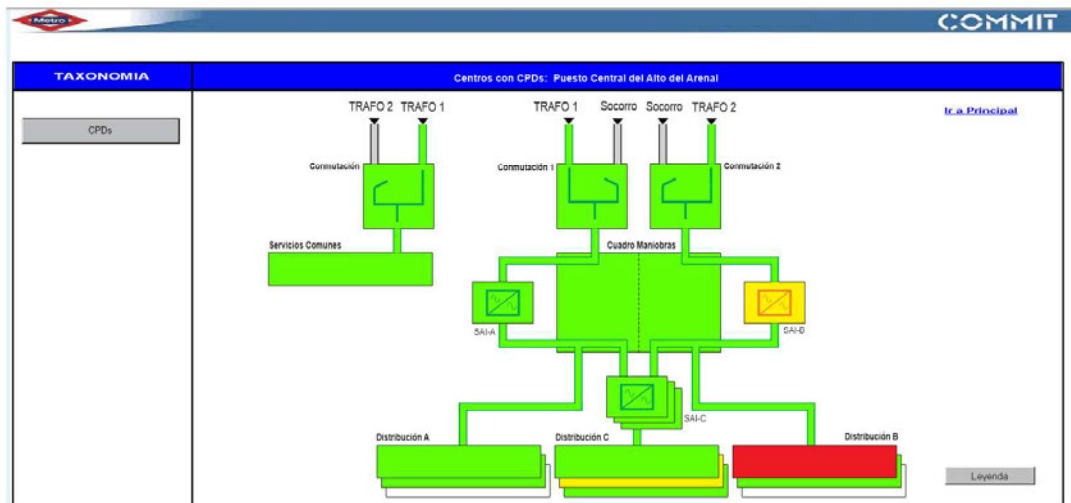 Metro
COMMIT
TAXONOMIA
Centros con CPDs: Puesto Central del Alto del Arenal
CPDs
Ir a Principal
TRAFO 2 TRAFO 1
TRAFO 1 Socorro Socorro TRAFO 2
Conmutación
Conmutación 1
Conmutación 2
Servicios Comunes
Cuadro Maniobras
SAI-A
SAI-B
SAI-C
Distribución A
Distribución C
Distribución B
Leyenda